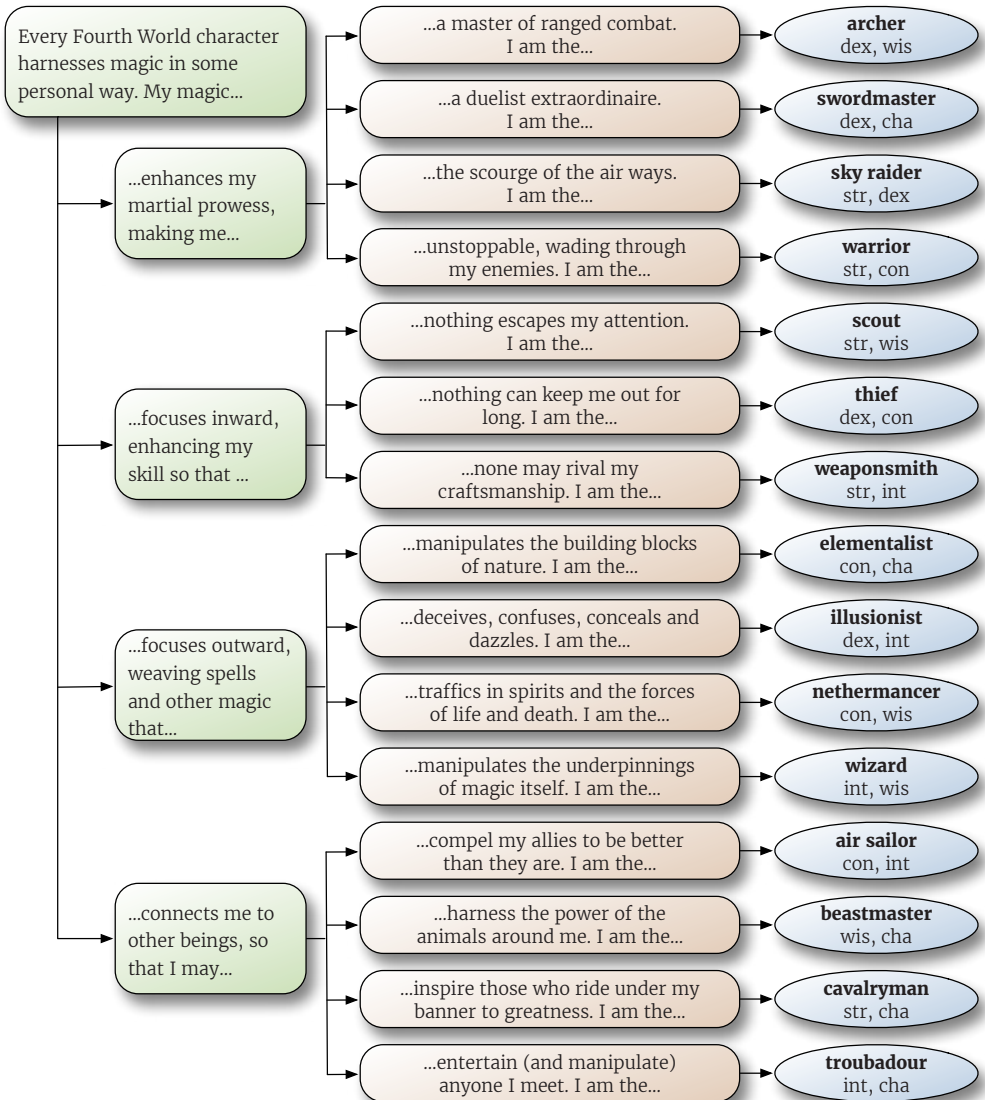 Every Fourth World character
harnesses magic in some
personal way. My magic...
...enhances my
martial prowess,
making me...
...a master of ranged combat.
I am the...
archer
dex, wis
...a duelist extraordinaire.
I am the...
swordmaster
dex, cha
...the scourge of the air ways.
I am the...
sky raider
str, dex
...unstoppable, wading through
my enemies. I am the...
warrior
str, con
...focuses inward,
enhancing my
skill so that ...
...nothing escapes my attention.
I am the...
scout
str, wis
...nothing can keep me out for
long. I am the...
thief
dex, con
...none may rival my
craftsmanship. I am the...
weaponsmith
str, int
...focuses outward,
weaving spells
and other magic
that...
...manipulates the building blocks
of nature. I am the...
elementalist
con, cha
...deceives, confuses, conceals and
dazzles. I am the...
illusionist
dex, int
...traffics in spirits and the forces
of life and death. I am the...
nethermancer
con, wis
...manipulates the underpinnings
of magic itself. I am the...
wizard
int, wis
...connects me to
other beings, so
that I may...
...compel my allies to be better
than they are. I am the...
air sailor
con, int
...harness the power of the
animals around me. I am the...
beastmaster
wis, cha
...inspire those who ride under my
banner to greatness. I am the...
cavalryman
str, cha
...entertain (and manipulate)
anyone I meet. I am the...
troubadour
int, cha